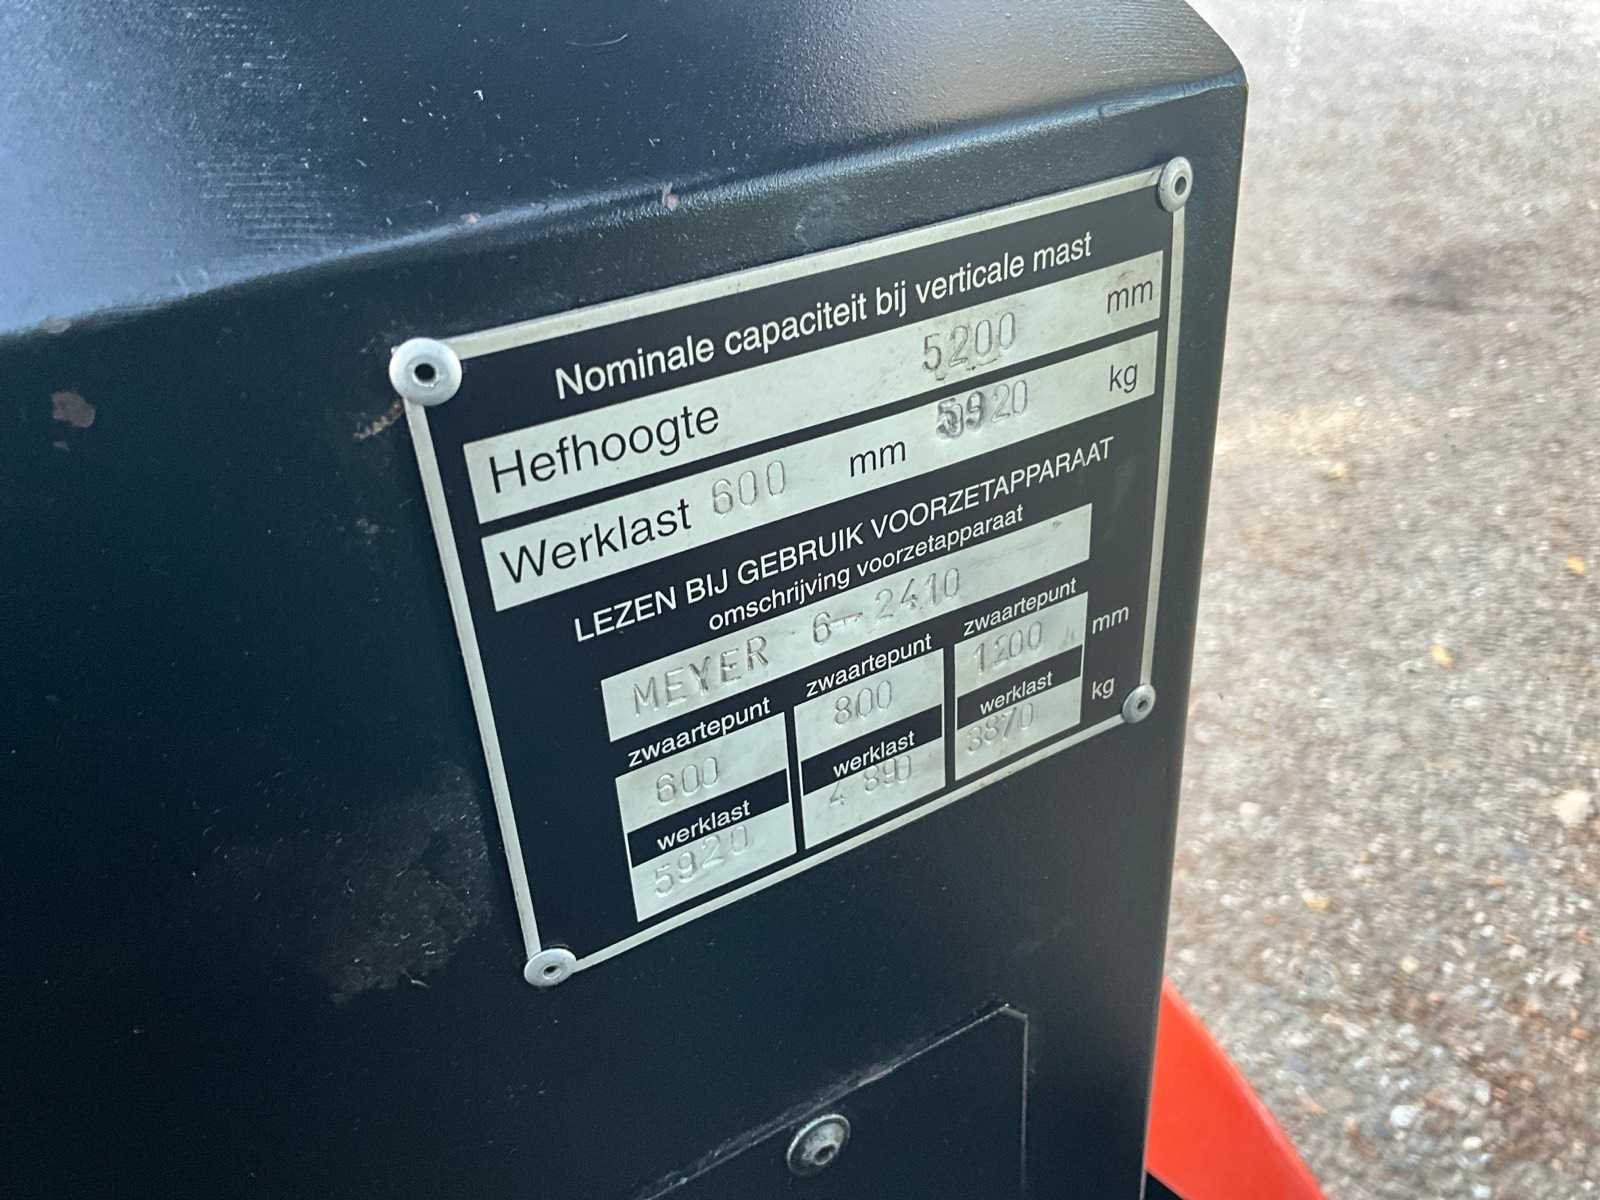 Nominale capaciteit bij verticale mast
Hefhoogte 5200 mm
Werklast 600 mm 5920 kg
LEZEN BIJ GEBRUIK VOORZETAPPARAAT
omschrijving voorzetapparaat
MEYER 6-2410
zwaartepunt zwaartepunt zwaartepunt
600 800 1200 mm
werklast werklast werklast
5920 4890 3870 kg